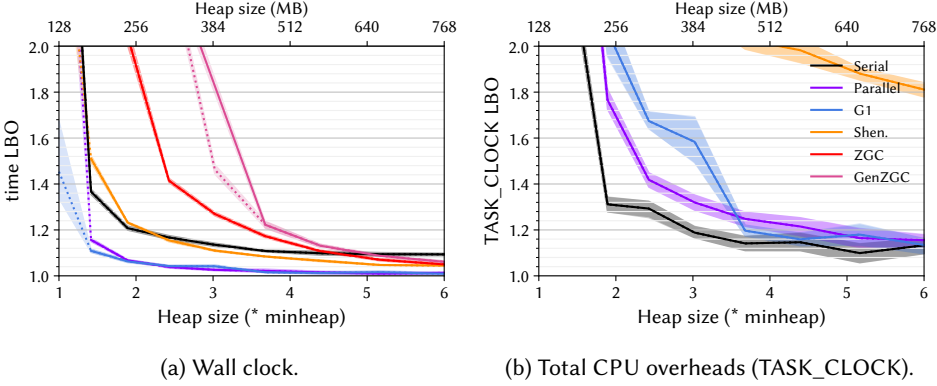 Heap size (MB)
128 256 384 512 640 768
2.0
1.8
1.6
1.4
1.2
1.0
time LBO
1 2 3 4 5 6
Heap size (* minheap)
(a) Wall clock.
Heap size (MB)
128 256 384 512 640 768
2.0
1.8
1.6
1.4
1.2
1.0
TASK_CLOCK LBO
Serial
Parallel
G1
Shen.
ZGC
GenZGC
1 2 3 4 5 6
Heap size (* minheap)
(b) Total CPU overheads (TASK_CLOCK).